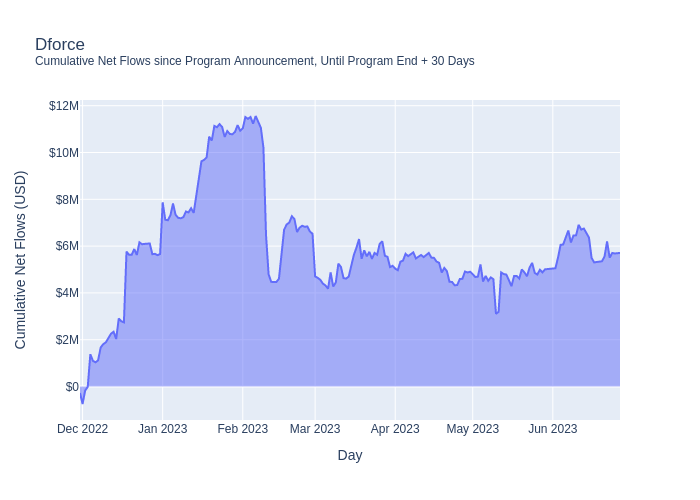 Dforce
Cumulative Net Flows since Program Announcement, Until Program End + 30 Days
Cumulative Net Flows (USD)
$12M
$10M
$8M
$6M
$4M
$2M
$0
Dec 2022 Jan 2023 Feb 2023 Mar 2023 Apr 2023 May 2023 Jun 2023
Day